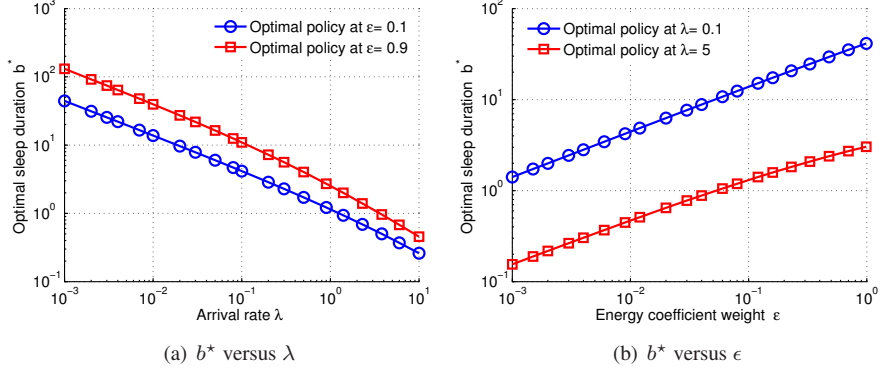 Optimal policy at ε= 0.1
Optimal policy at ε= 0.9
Optimal sleep duration b*
10³
10²
10¹
10⁰
10⁻¹
10⁻³ 10⁻² 10⁻¹ 10⁰ 10¹
Arrival rate λ
(a) b⋆ versus λ
Optimal policy at λ= 0.1
Optimal policy at λ= 5
Optimal sleep duration b*
10²
10¹
10⁰
10⁻¹
10⁻³ 10⁻² 10⁻¹ 10⁰
Energy coefficient weight ε
(b) b⋆ versus ϵ